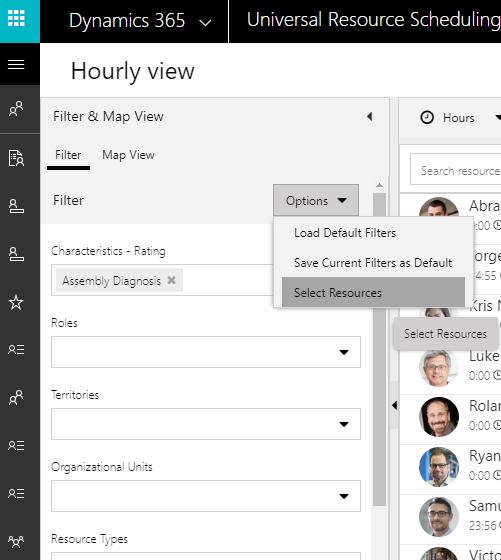 Dynamics 365
Universal Resource Scheduling
Hourly view
Filter & Map View
Hours
Filter
Map View
Search resource
Filter
Options
Load Default Filters
Save Current Filters as Default
Select Resources
Select Resources
Characteristics - Rating
Assembly Diagnosis
Roles
Territories
Organizational Units
Resource Types
Abra
0:00
orge
4:55
Kris N
Luke
0:00
Rolan
0:00
Ryan
0:00
Samu
23:56
Victo